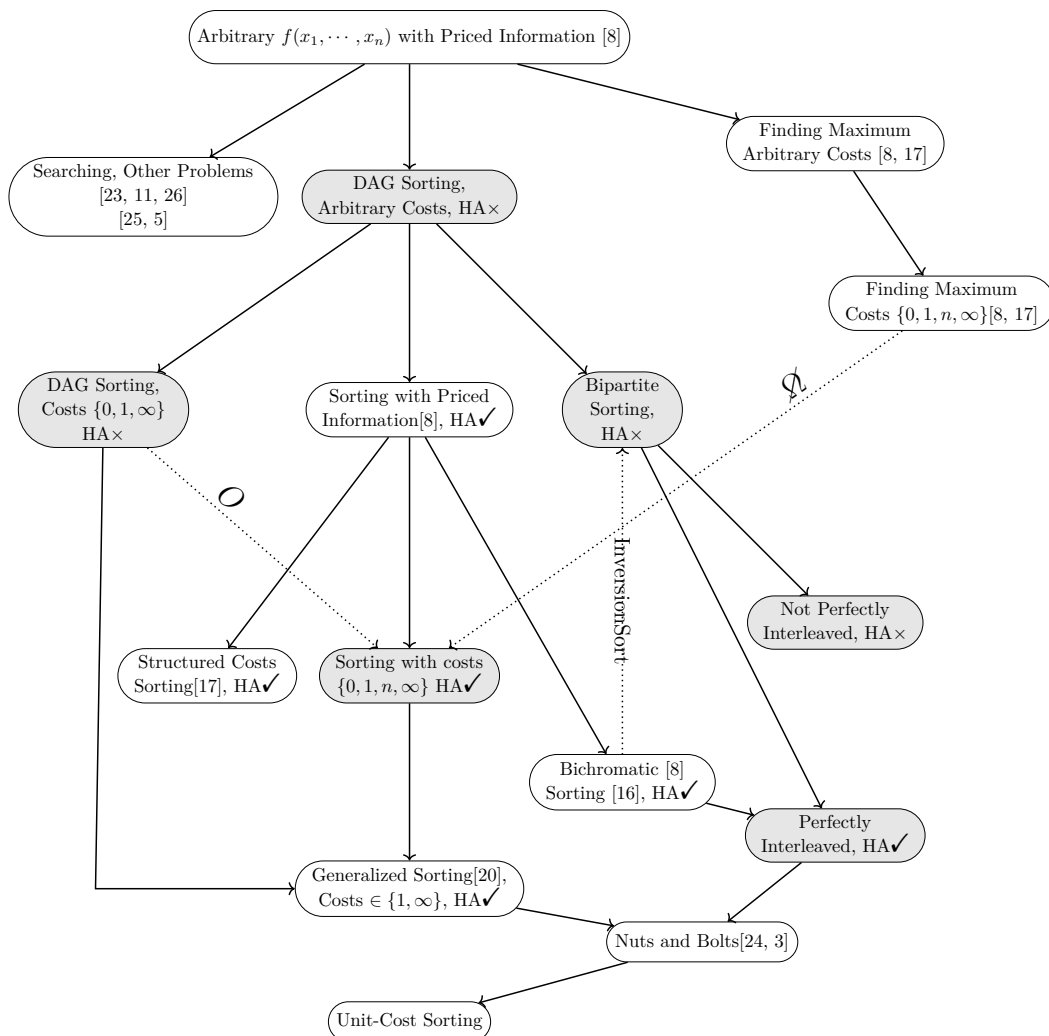 Arbitrary f(x₁, ⋯ , xₙ) with Priced Information [8]
Finding Maximum
Arbitrary Costs [8, 17]
Searching, Other Problems
[23, 11, 26]
[25, 5]
DAG Sorting,
Arbitrary Costs, HA×
Finding Maximum
Costs {0, 1, n, ∞}[8, 17]
DAG Sorting,
Costs {0, 1, ∞}
HA×
Sorting with Priced
Information[8], HA✓
Bipartite
Sorting,
HA×
O
InversionSort
Not Perfectly
Interleaved, HA×
Structured Costs
Sorting[17], HA✓
Sorting with costs
{0, 1, n, ∞} HA✓
Bichromatic [8]
Sorting [16], HA✓
Perfectly
Interleaved, HA✓
Generalized Sorting[20],
Costs ∈ {1, ∞}, HA✓
Nuts and Bolts[24, 3]
Unit-Cost Sorting